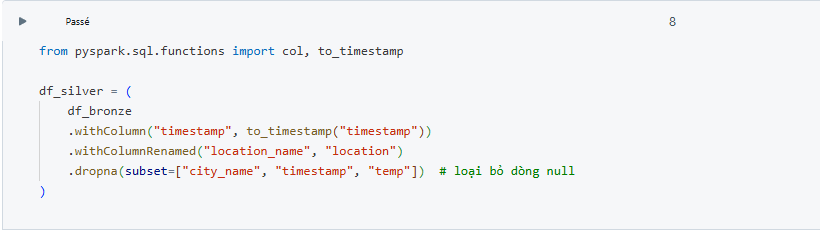 Passé 8
from pyspark.sql.functions import col, to_timestamp
df_silver = (
df_bronze
.withColumn("timestamp", to_timestamp("timestamp"))
.withColumnRenamed("location_name", "location")
.dropna(subset=["city_name", "timestamp", "temp"])  # loại bỏ dòng null
)